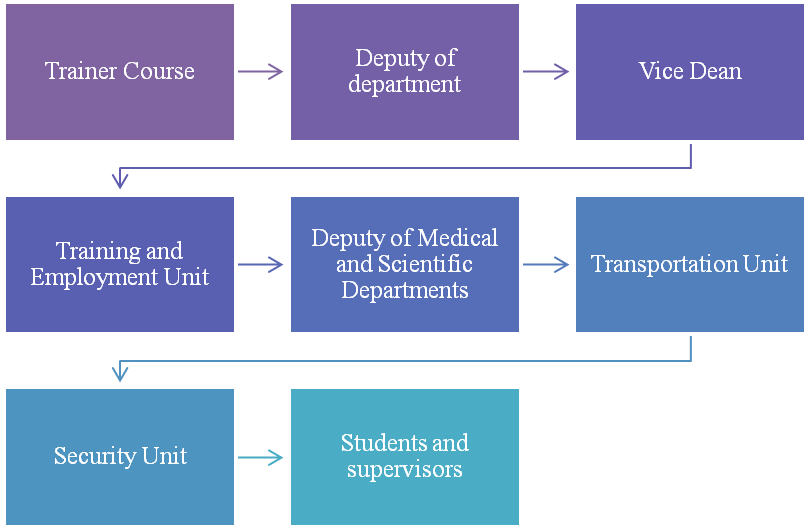 Trainer Course
Deputy of
department
Vice Dean
Training and
Employment Unit
Deputy of Medical
and Scientific
Departments
Transportation Unit
Security Unit
Students and
supervisors